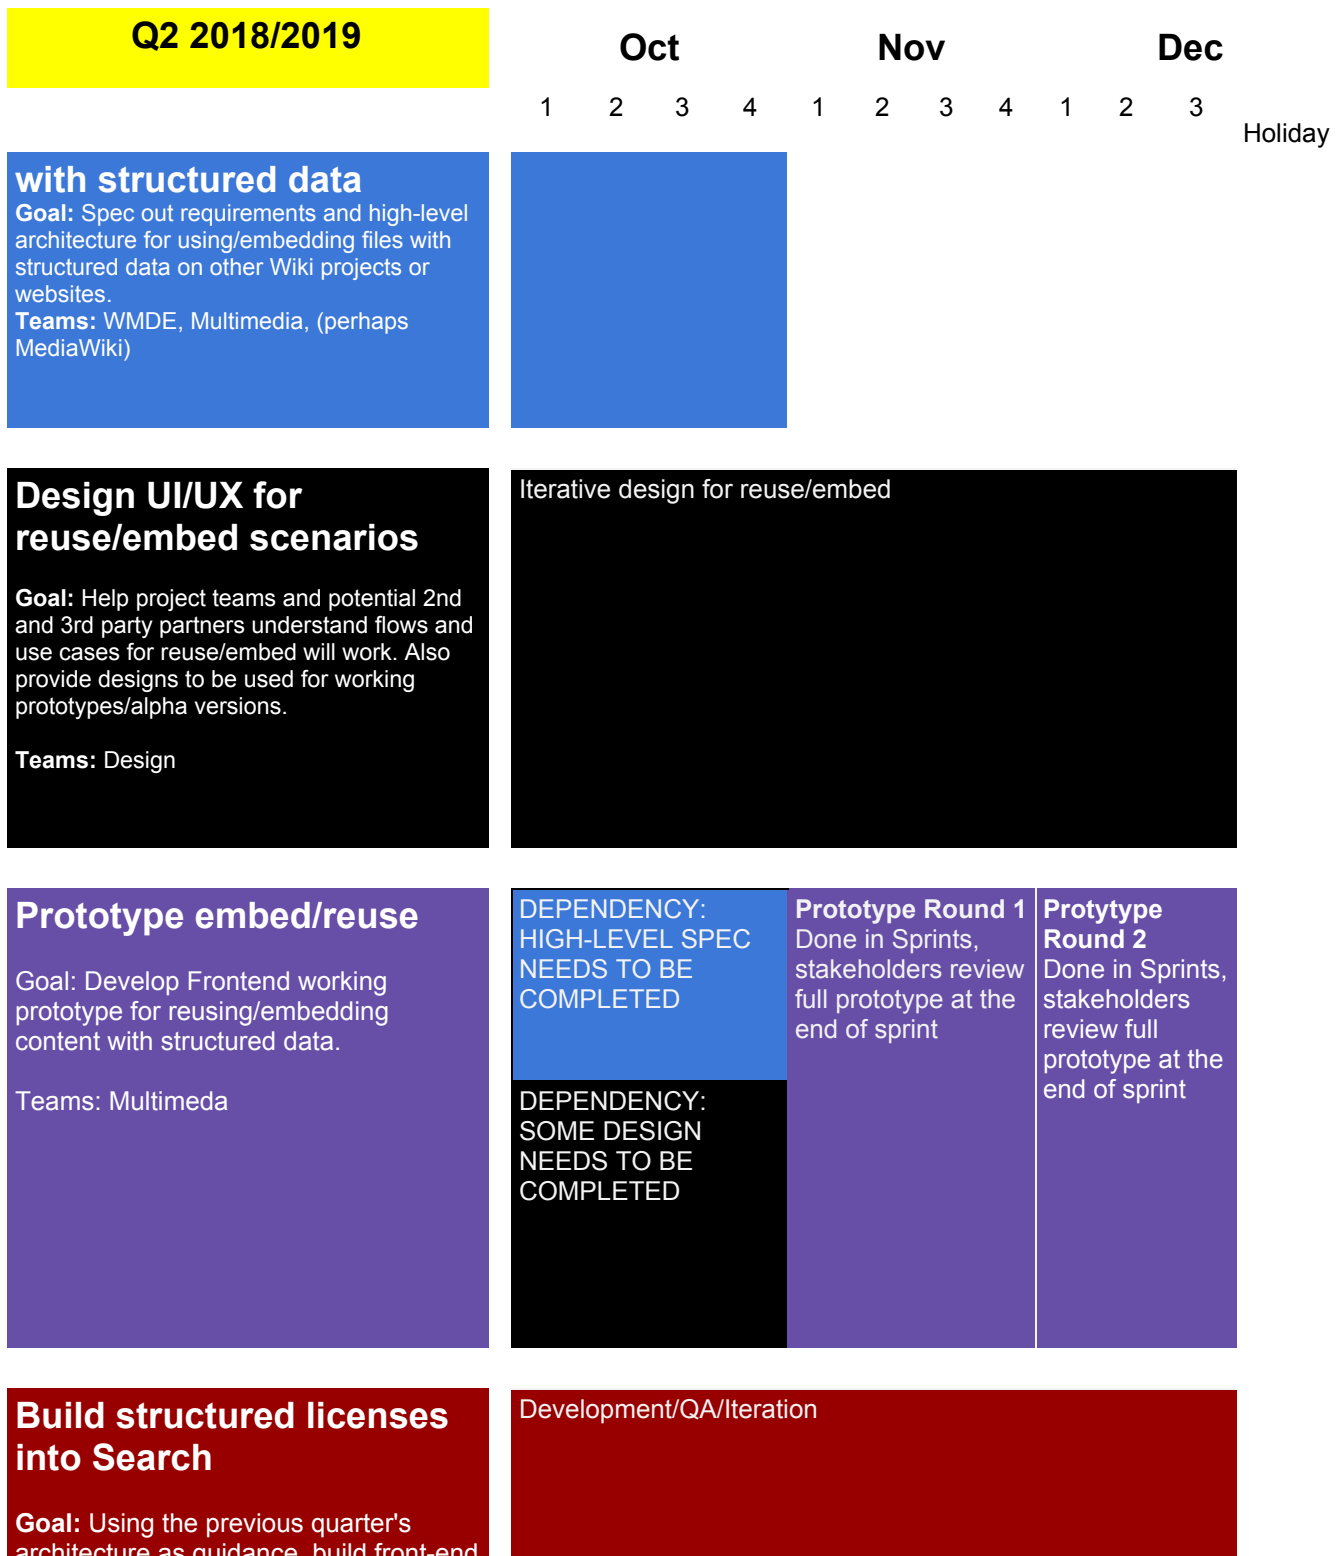 Q2 2018/2019
Oct Nov Dec
1 2 3 4 1 2 3 4 1 2 3
Holiday
with structured data
Goal: Spec out requirements and high-level
architecture for using/embedding files with
structured data on other Wiki projects or
websites.
Teams: WMDE, Multimedia, (perhaps
MediaWiki)
Design UI/UX for
reuse/embed scenarios
Goal: Help project teams and potential 2nd
and 3rd party partners understand flows and
use cases for reuse/embed will work. Also
provide designs to be used for working
prototypes/alpha versions.
Teams: Design
Iterative design for reuse/embed
Prototype embed/reuse
Goal: Develop Frontend working
prototype for reusing/embedding
content with structured data.
Teams: Multimeda
DEPENDENCY:
HIGH-LEVEL SPEC
NEEDS TO BE
COMPLETED
DEPENDENCY:
SOME DESIGN
NEEDS TO BE
COMPLETED
Prototype Round 1
Done in Sprints,
stakeholders review
full prototype at the
end of sprint
Protytype
Round 2
Done in Sprints,
stakeholders
review full
prototype at the
end of sprint
Build structured licenses
into Search
Goal: Using the previous quarter's
architecture as guidance, build front-end
Development/QA/Iteration